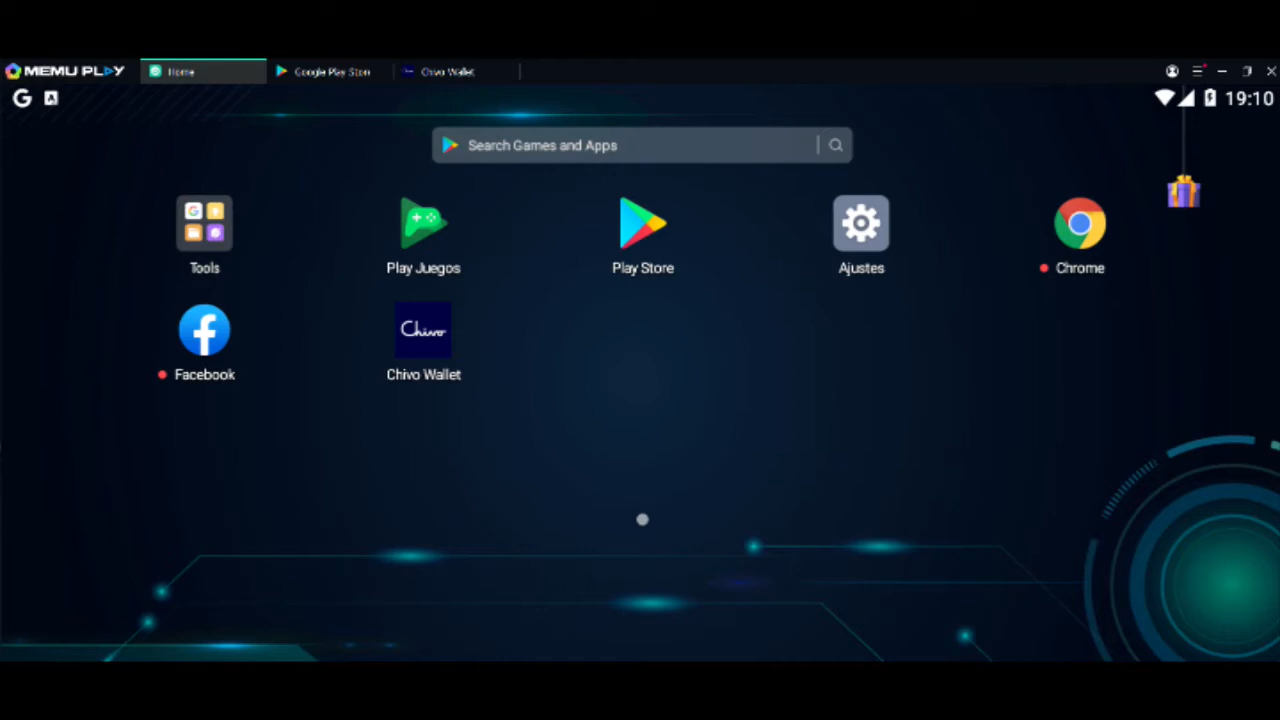 MEMU PLAY Home Google Play Stor Chivo Wallet
G A 19:10
Search Games and Apps
Tools Play Juegos Play Store Ajustes Chrome
Chivo
Facebook Chivo Wallet